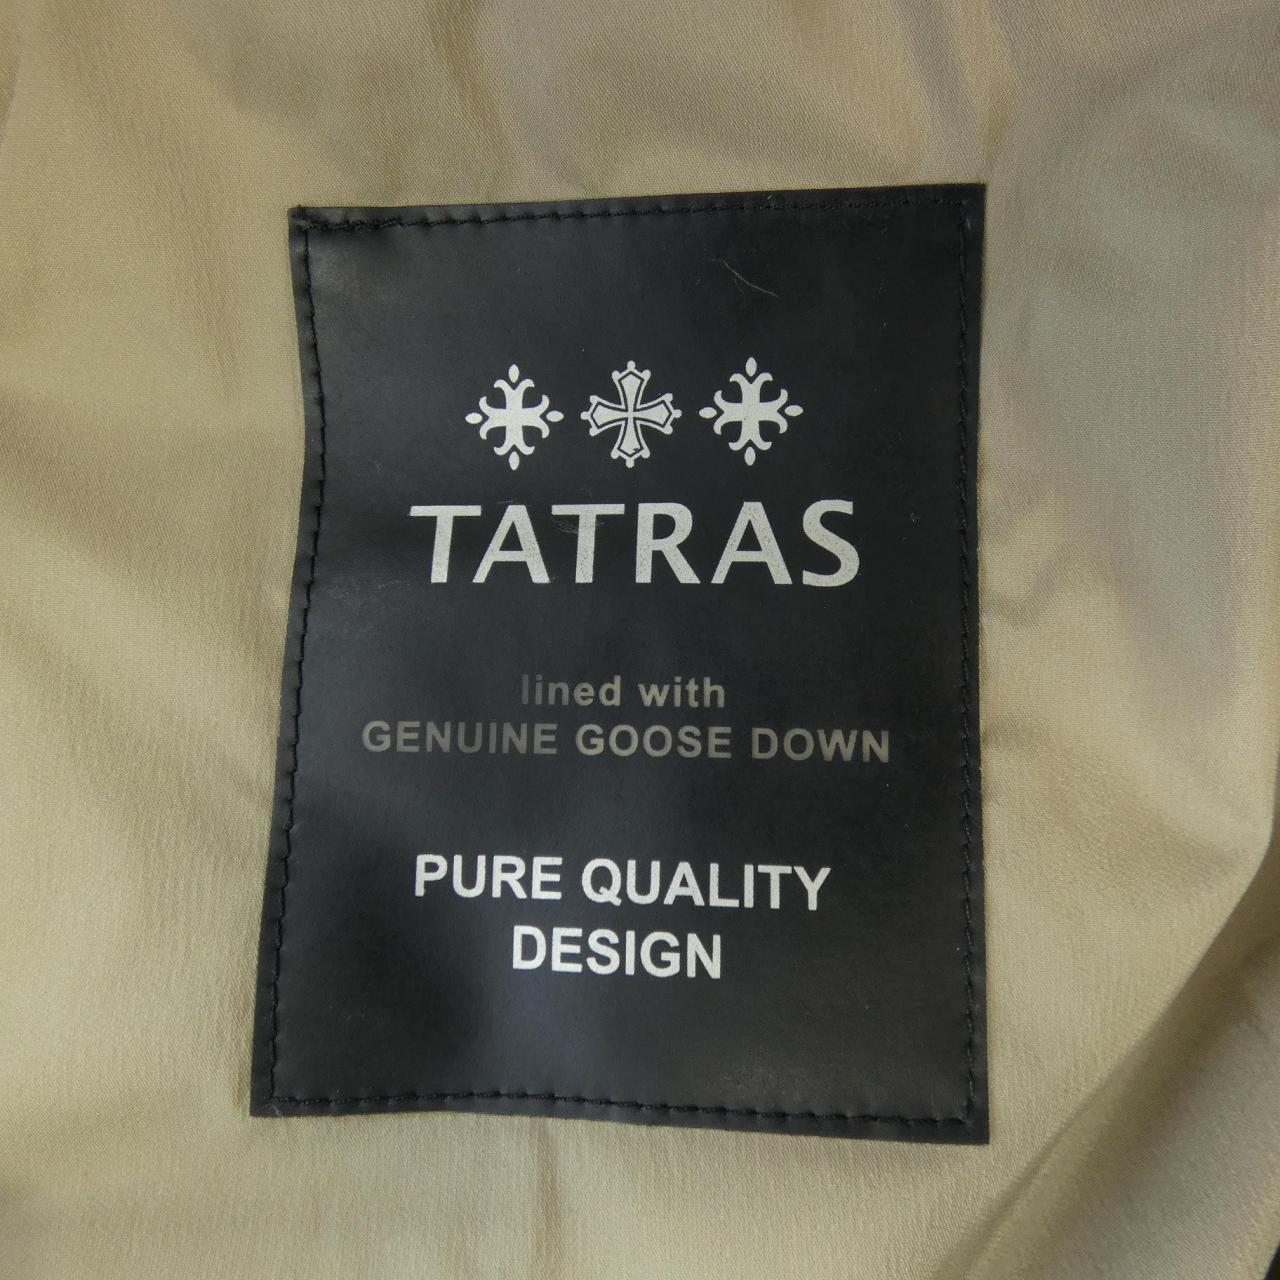 TATRAS
lined with
GENUINE GOOSE DOWN
PURE QUALITY
DESIGN